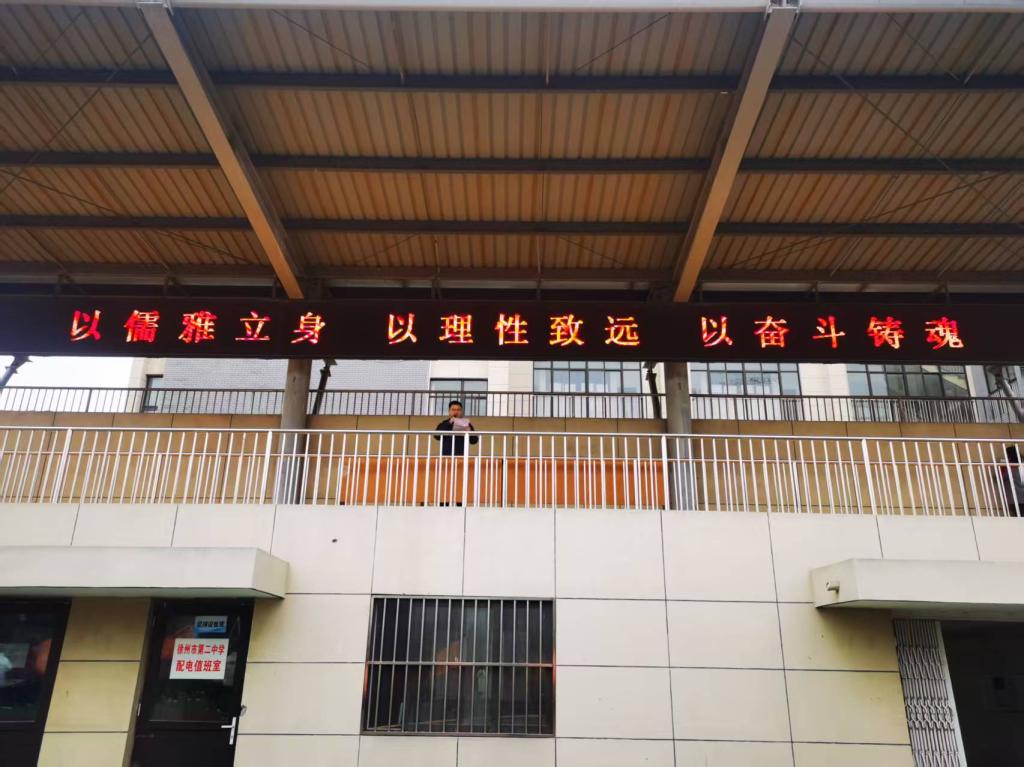 以儒雅立身 以理性致远 以奋斗铸魂
徐州市第二中学
配电值班室